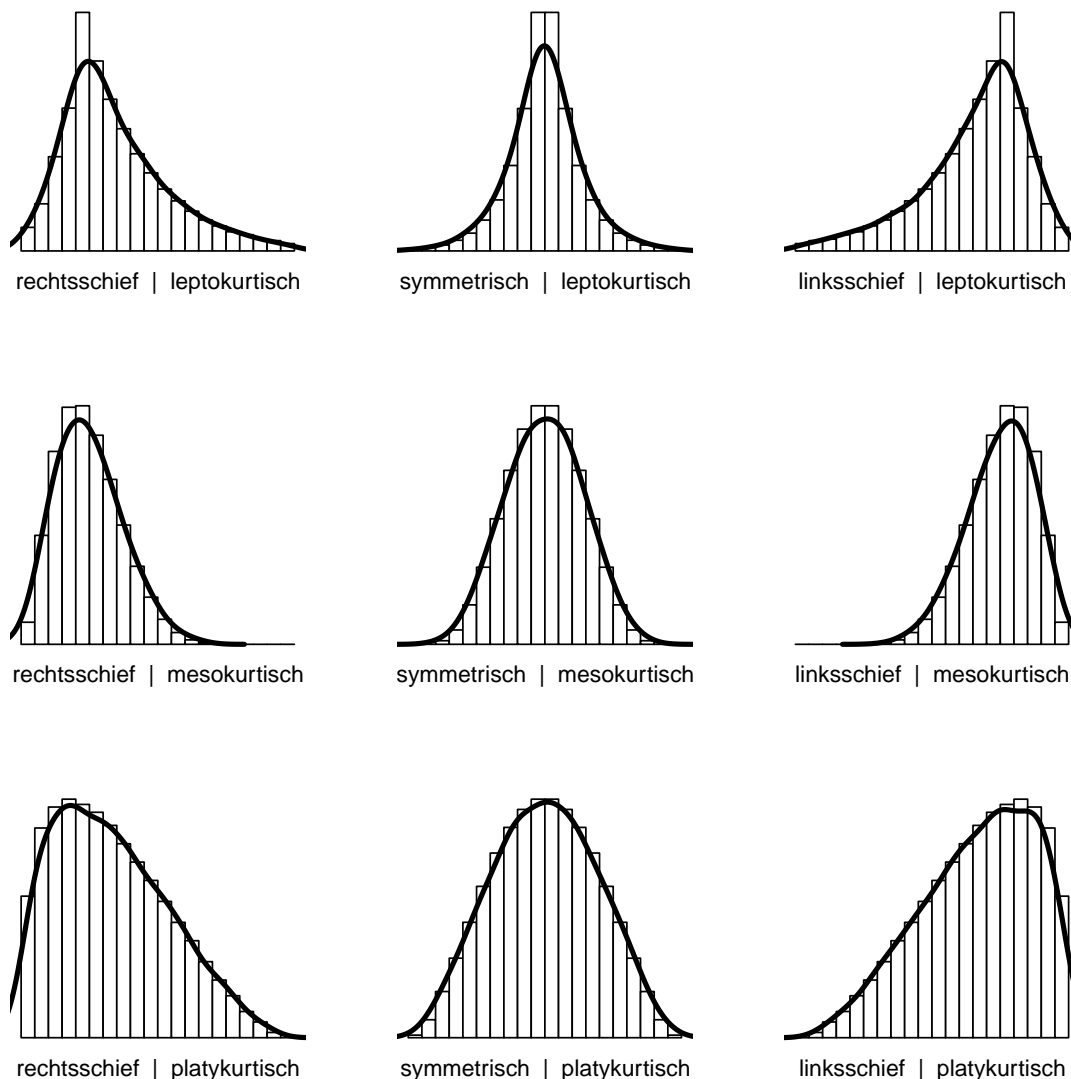 rechtsschief | leptokurtisch
symmetrisch | leptokurtisch
linksschief | leptokurtisch
rechtsschief | mesokurtisch
symmetrisch | mesokurtisch
linksschief | mesokurtisch
rechtsschief | platykurtisch
symmetrisch | platykurtisch
linksschief | platykurtisch